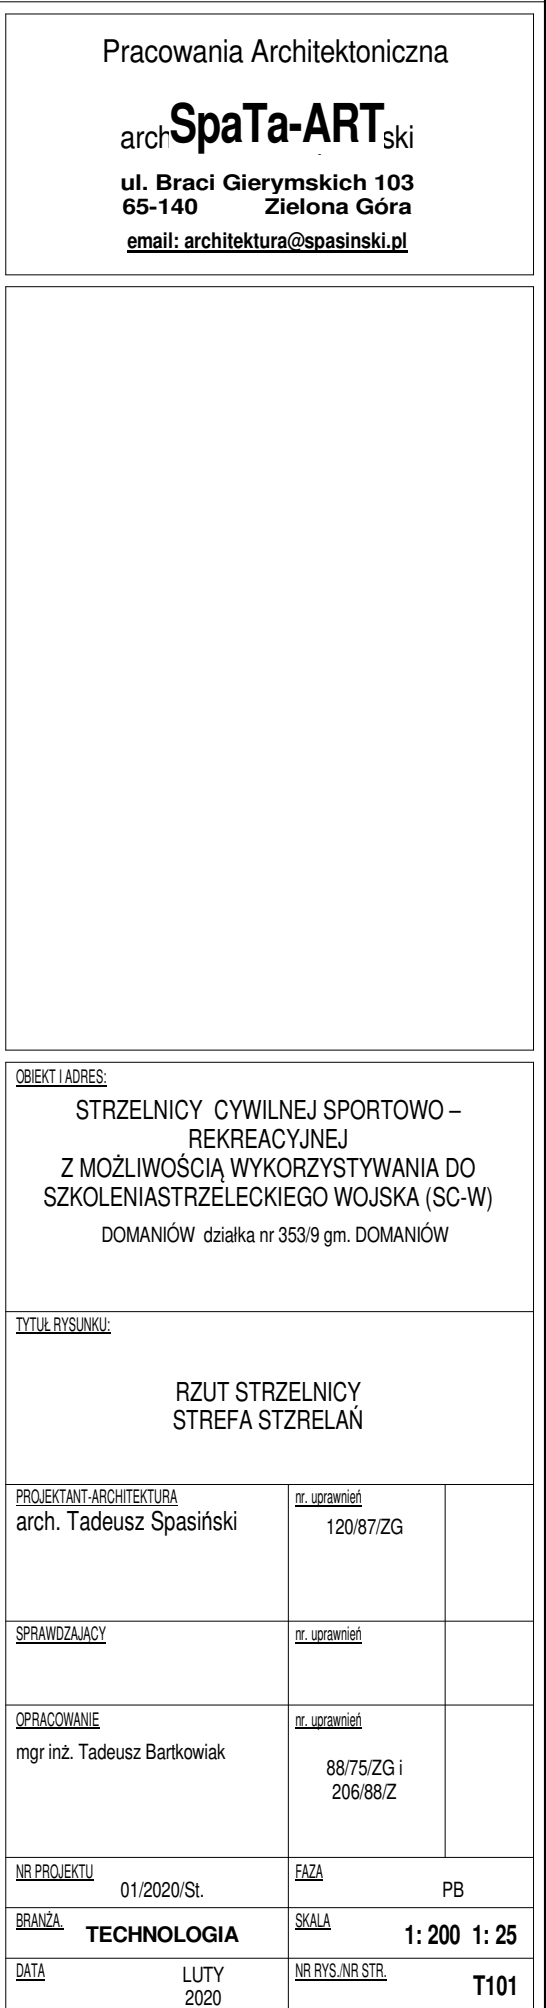 Pracowania Architektoniczna
arch SpaTa-ART ski
ul. Braci Gierymskich 103
65-140 Zielona Góra
email: architektura@spasinski.pl
OBIEKT I ADRES:
STRZELNICY CYWILNEJ SPORTOWO –
REKREACYJNEJ
Z MOŻLIWOŚCIĄ WYKORZYSTYWANIA DO
SZKOLENIASTRZELECKIEGO WOJSKA (SC-W)
DOMANIÓW działka nr 353/9 gm. DOMANIÓW
TYTUŁ RYSUNKU:
RZUT STRZELNICY
STREFA STZRELAŃ
PROJEKTANT-ARCHITEKTURA
arch. Tadeusz Spasiński
nr. uprawnień
120/87/ZG
SPRAWDZAJĄCY
nr. uprawnień
OPRACOWANIE
mgr inż. Tadeusz Bartkowiak
nr. uprawnień
88/75/ZG i
206/88/Z
NR PROJEKTU
01/2020/St.
FAZA
PB
BRANŻA.
TECHNOLOGIA
SKALA
1: 200 1: 25
DATA
LUTY
2020
NR RYS./NR STR.
T101